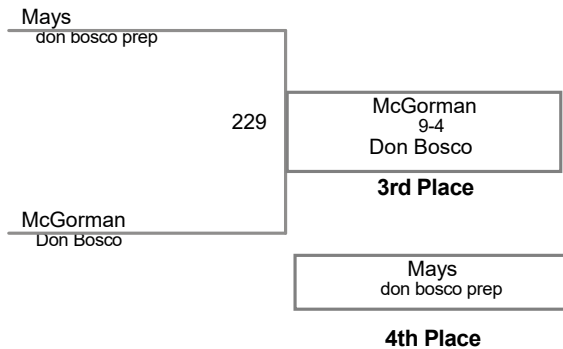 Mays
don bosco prep
229
McGorman
9-4
Don Bosco
3rd Place
McGorman
Don Bosco
Mays
don bosco prep
4th Place